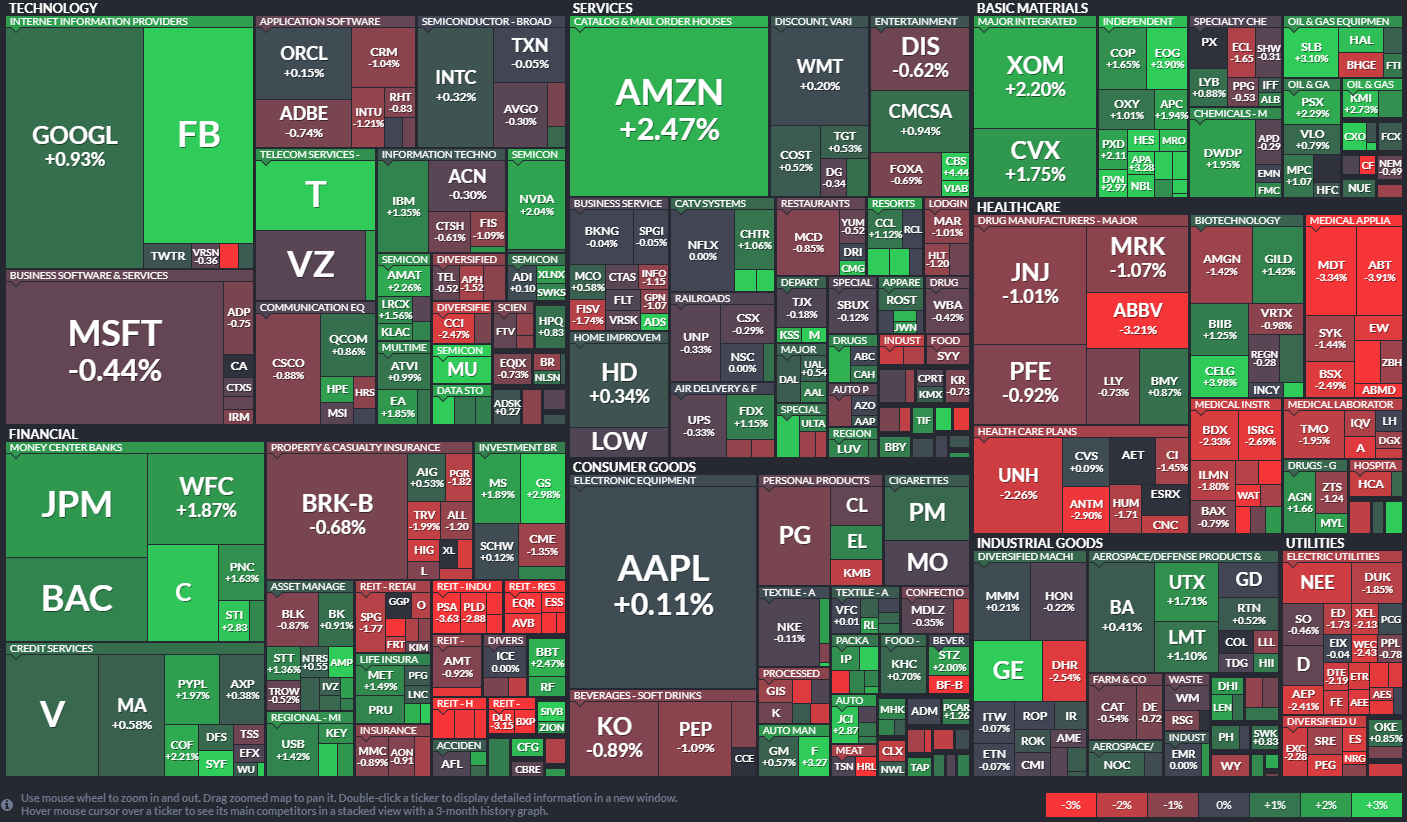 TECHNOLOGY
INTERNET INFORMATION PROVIDERS
GOOGL
+0.93%
FB
TWTR
VRSN
-0.36
APPLICATION SOFTWARE
ORCL
+0.15%
CRM
-1.04%
ADBE
-0.74%
INTU
-1.21%
RHT
-0.83
SEMICONDUCTOR - BROAD
INTC
+0.32%
TXN
-0.05%
AVGO
-0.30%
TELECOM SERVICES -
T
VZ
INFORMATION TECHNO
IBM
+1.35%
ACN
-0.30%
CTSH
-0.61%
FIS
-1.09%
SEMICON
NVDA
+2.04%
BUSINESS SOFTWARE & SERVICES
MSFT
-0.44%
ADP
-0.75
CA
CTXS
IRM
COMMUNICATION EQ
CSCO
-0.88%
QCOM
+0.86%
HPE
HRS
MSI
SEMICON
AMAT
+2.26%
LRCX
+1.56%
KLAC
DIVERSIFIED
TEL
-0.52
APH
-1.52
SEMICON
ADI
+0.10
XLNX
SWKS
DIVERSIFIE
CCI
-2.47%
SCIEN
FTV
HPQ
+0.83
MULTIME
ATVI
+0.99%
EA
+1.85%
SEMICON
MU
DATA STO
EQIX
-0.73%
BR
NLSN
ADSK
+0.27
SERVICES
CATALOG & MAIL ORDER HOUSES
AMZN
+2.47%
DISCOUNT, VARI
WMT
+0.20%
COST
+0.52%
TGT
+0.53%
DG
-0.34
ENTERTAINMENT
DIS
-0.62%
CMCSA
+0.94%
FOXA
-0.69%
CBS
+4.44
VIAB
BUSINESS SERVICE
BKNG
-0.04%
SPGI
-0.05%
MCO
+0.58%
CTAS
INFO
-1.15
FISV
-1.74%
FLT
GPN
-1.07
VRSK
ADS
CATV SYSTEMS
NFLX
0.00%
CHTR
+1.06%
RESTAURANTS
MCD
-0.85%
YUM
-0.52
DRI
CMG
RESORTS
CCL
+1.12%
RCL
LODGIN
MAR
-1.01%
HLT
-1.20
RAILROADS
UNP
-0.33%
CSX
-0.29%
NSC
0.00%
DEPART
TJX
-0.18%
KSS
M
SPECIAL
SBUX
-0.12%
APPARE
ROST
JWN
DRUG
WBA
-0.42%
HOME IMPROVEM
HD
+0.34%
LOW
MAJOR
DAL
UAL
+0.54
AAL
DRUGS
ABC
CAH
INDUST
FOOD
SYY
AIR DELIVERY & F
UPS
-0.33%
FDX
+1.15%
AUTO P
AZO
AAP
CPRT
KMX
KR
-0.73
SPECIAL
ULTA
REGION
LUV
TIF
BBY
BASIC MATERIALS
MAJOR INTEGRATED
XOM
+2.20%
CVX
+1.75%
INDEPENDENT
COP
+1.65%
EOG
+3.90%
OXY
+1.01%
APC
+1.94%
PXD
+2.11
HES
MRO
APA
+3.28
DVN
+2.97
NBL
SPECIALTY CHE
PX
ECL
-1.65
SHW
-0.31
LYB
+0.88%
PPG
-0.53
IFF
ALB
CHEMICALS - M
DWDP
+1.95%
APD
-0.29
EMN
FMC
OIL & GAS EQUIPMEN
SLB
+3.10%
HAL
BHGE
FTI
OIL & GA
PSX
+2.29%
VLO
+0.79%
MPC
+1.07
HFC
OIL & GAS
KMI
+2.73%
CXO
FCX
CF
NEM
-0.49
NUE
HEALTHCARE
DRUG MANUFACTURERS - MAJOR
JNJ
-1.01%
MRK
-1.07%
ABBV
-3.21%
PFE
-0.92%
LLY
-0.73%
BMY
+0.87%
BIOTECHNOLOGY
AMGN
-1.42%
GILD
+1.42%
BIIB
+1.25%
VRTX
-0.98%
REGN
-0.28
CELG
+3.98%
INCY
MEDICAL APPLIA
MDT
-3.34%
ABT
-3.91%
SYK
-1.44%
EW
BSX
-2.49%
ZBH
ABMD
HEALTH CARE PLANS
UNH
-2.26%
CVS
+0.09%
AET
CI
-1.45%
ANTM
-2.90%
HUM
-1.71
ESRX
CNC
MEDICAL INSTR
BDX
-2.33%
ISRG
-2.69%
ILMN
-1.80%
WAT
BAX
-0.79%
MEDICAL LABORATOR
TMO
-1.95%
IQV
LH
A
DGX
DRUGS - G
AGN
+1.66
ZTS
-1.24
MYL
HOSPITA
HCA
FINANCIAL
MONEY CENTER BANKS
JPM
WFC
+1.87%
BAC
C
PNC
+1.63%
STI
+2.83
PROPERTY & CASUALTY INSURANCE
BRK-B
-0.68%
AIG
+0.53%
PGR
-1.82
TRV
-1.99%
ALL
-1.20
HIG
XL
L
INVESTMENT BR
MS
+1.89%
GS
+2.98%
SCHW
+0.12%
CME
-1.35%
CREDIT SERVICES
V
MA
+0.58%
PYPL
+1.97%
AXP
+0.38%
COF
+2.21%
DFS
TSS
EFX
SYF
WU
ASSET MANAGE
BLK
-0.87%
BK
+0.91%
STT
+1.36%
NTRS
+0.55
AMP
TROW
-0.52%
IVZ
REIT - RETAI
SPG
-1.77
GGP
O
FRT
KIM
REIT - INDU
PSA
-3.63
PLD
-2.88
REIT - RES
EQR
ESS
AVB
LIFE INSURA
MET
+1.49%
PFG
LNC
PRU
REIT -
AMT
-0.92%
DIVERS
ICE
0.00%
BBT
+2.47%
RF
REGIONAL - MI
USB
+1.42%
KEY
INSURANCE
MMC
-0.89%
AON
-0.91
REIT - H
REIT -
DLR
-3.15
BXP
SIVB
ZION
ACCIDEN
AFL
CFG
CBRE
CONSUMER GOODS
ELECTRONIC EQUIPMENT
AAPL
+0.11%
PERSONAL PRODUCTS
PG
CL
EL
KMB
CIGARETTES
PM
MO
TEXTILE - A
NKE
-0.11%
TEXTILE - A
VFC
+0.01
RL
CONFECTIO
MDLZ
-0.35%
PACKA
IP
FOOD -
KHC
+0.70%
BEVER
STZ
+2.00%
BF-B
BEVERAGES - SOFT DRINKS
KO
-0.89%
PEP
-1.09%
CCE
PROCESSED
GIS
K
AUTO
JCI
+2.87
MHK
ADM
PCAR
+1.26
AUTO MAN
GM
+0.57%
F
+3.27
MEAT
TSN
HRL
CLX
NWL
TAP
INDUSTRIAL GOODS
DIVERSIFIED MACHI
MMM
+0.21%
HON
-0.22%
GE
DHR
-2.54%
ITW
-0.07%
ROP
IR
ROK
AME
ETN
-0.07%
CMI
AEROSPACE/DEFENSE PRODUCTS &
BA
+0.41%
UTX
+1.71%
GD
LMT
+1.10%
RTN
+0.52%
COL
LLL
TDG
HII
FARM & CO
CAT
-0.54%
DE
-0.72
WASTE
WM
RSG
DHI
LEN
AEROSPACE/
NOC
INDUST
EMR
0.00%
PH
SWK
+0.83
WY
UTILITIES
ELECTRIC UTILITIES
NEE
DUK
-1.85%
SO
-0.46%
ED
-1.73
XEL
-2.13
PCG
D
EIX
-0.04
WEC
-2.43
PPL
-0.78
DTE
-2.19
ETR
AEP
-2.41%
FE
AEE
AES
DIVERSIFIED U
EXC
-2.28
SRE
ES
PEG
NRG
OKE
+0.85%
Use mouse wheel to zoom in and out. Drag zoomed map to pan it. Double-click a ticker to display detailed information in a new window.
Hover mouse cursor over a ticker to see its main competitors in a stacked view with a 3-month history graph.
-3% -2% -1% 0% +1% +2% +3%